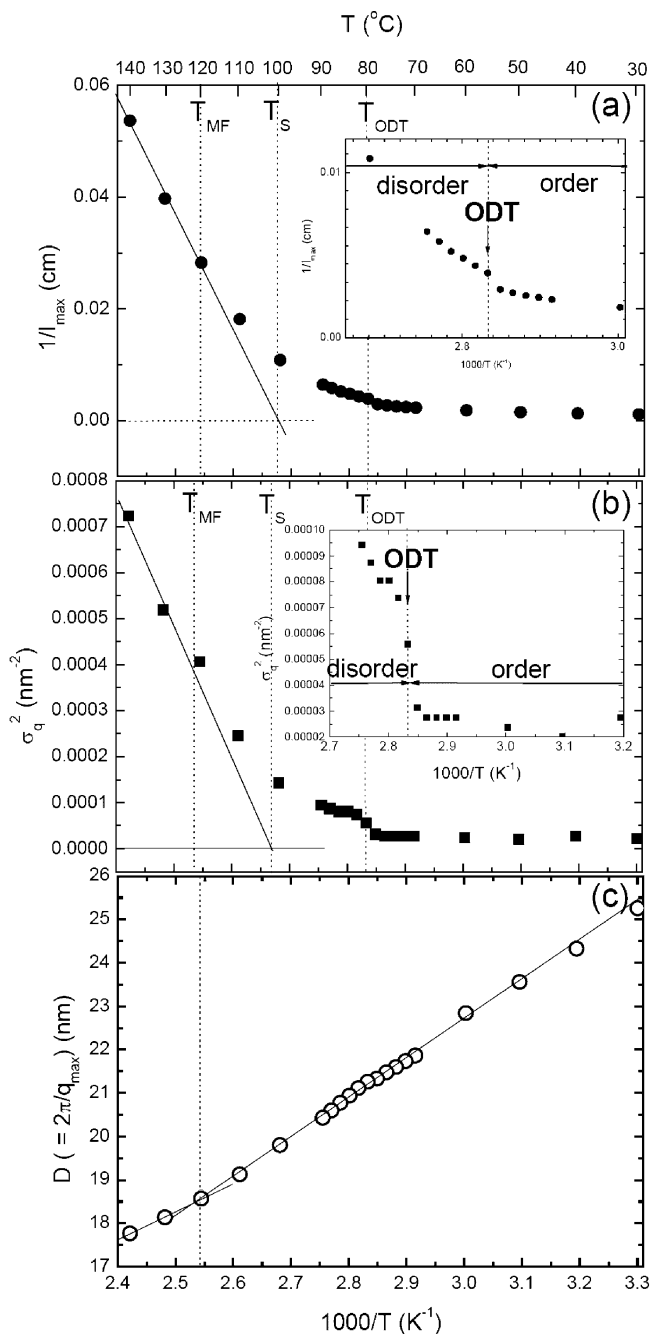 T (°C)
140 130 120 110 100 90 80 70 60 50 40 30
0.06
(a)
T_MF T_S T_ODT
0.04
0.02
0.00
1/I_max (cm)
0.01
disorder order
ODT
1/I_max (cm)
0.00
2.8 3.0
1000/T (K⁻¹)
0.0008
(b)
T_MF T_S T_ODT
0.0007
0.0006
0.0005
0.0004
0.0003
0.0002
0.0001
0.0000
σ_q² (nm⁻²)
0.00010
0.00009
0.00008
0.00007
0.00006
0.00005
0.00004
0.00003
0.00002
ODT
σ_q² (nm⁻²)
disorder order
2.7 2.8 2.9 3.0 3.1 3.2
1000/T (K⁻¹)
26
(c)
25
24
23
22
21
20
19
18
17
D ( = 2π/q_max) (nm)
2.4 2.5 2.6 2.7 2.8 2.9 3.0 3.1 3.2 3.3
1000/T (K⁻¹)